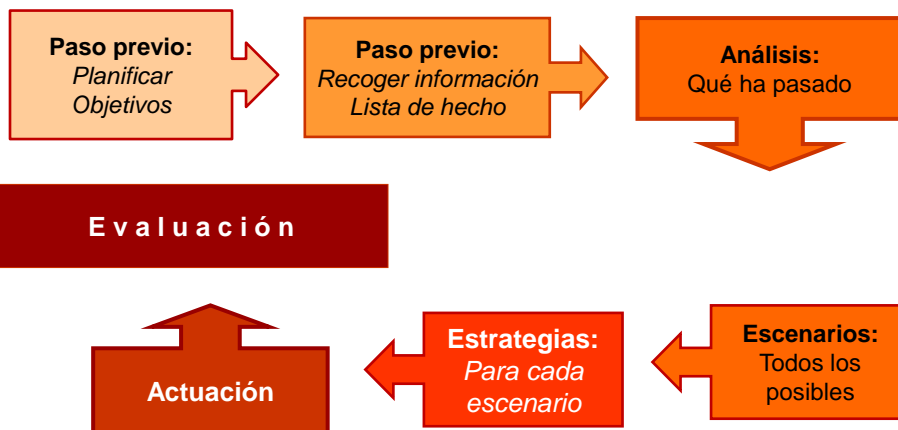 Paso previo:
Planificar
Objetivos
Paso previo:
Recoger información
Lista de hecho
Análisis:
Qué ha pasado
Escenarios:
Todos los
posibles
Estrategias:
Para cada
escenario
Actuación
Evaluación